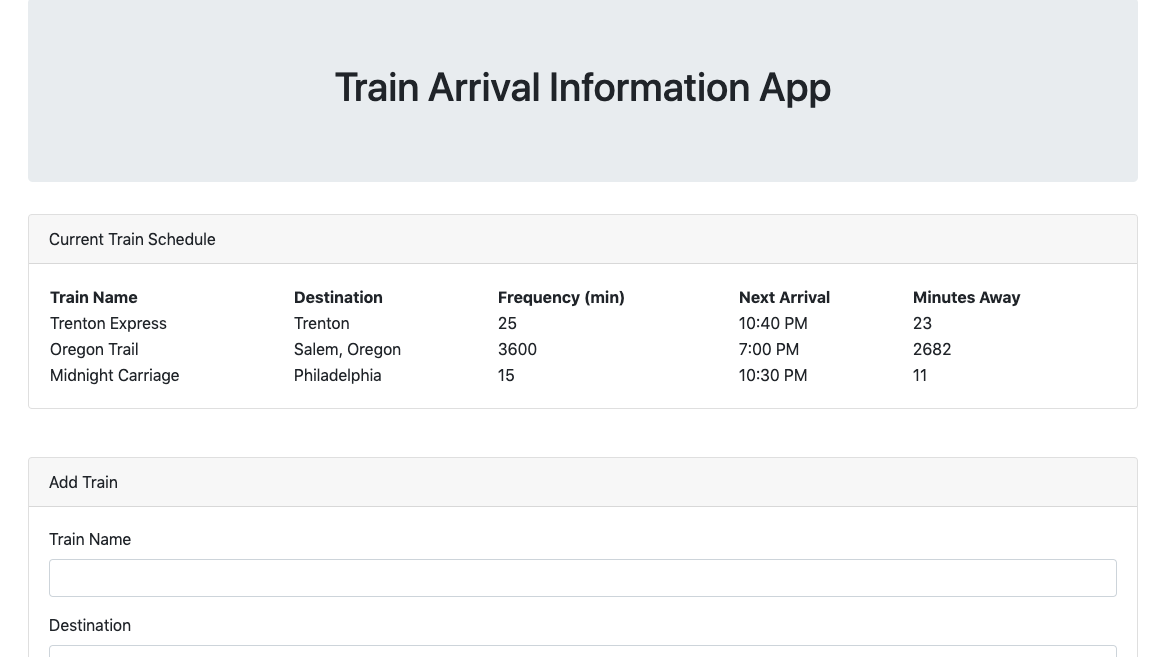 Train Arrival Information App
Current Train Schedule
Train Name Destination Frequency (min) Next Arrival Minutes Away
Trenton Express Trenton 25 10:40 PM 23
Oregon Trail Salem, Oregon 3600 7:00 PM 2682
Midnight Carriage Philadelphia 15 10:30 PM 11
Add Train
Train Name
Destination